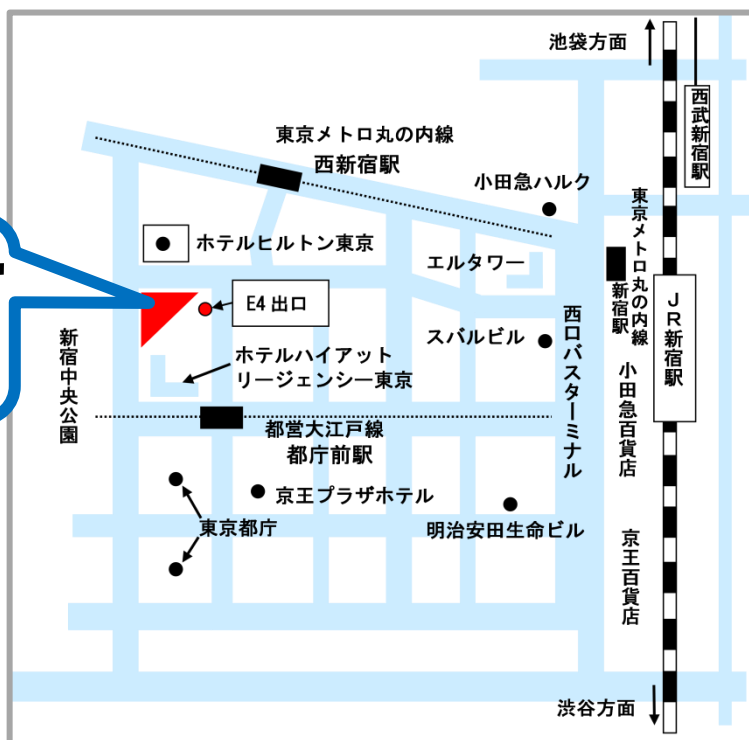 池袋方面
西武新宿駅
東京メトロ丸の内線
西新宿駅
小田急ハルク
東京メトロ丸の内線
新宿駅
ホテルヒルトン東京
エルタワー
E4 出口
JR新宿駅
西口バスターミナル
スバルビル
新宿中央公園
ホテルハイアット
リージェンシー東京
小田急百貨店
都営大江戸線
都庁前駅
京王プラザホテル
東京都庁
明治安田生命ビル
京王百貨店
渋谷方面